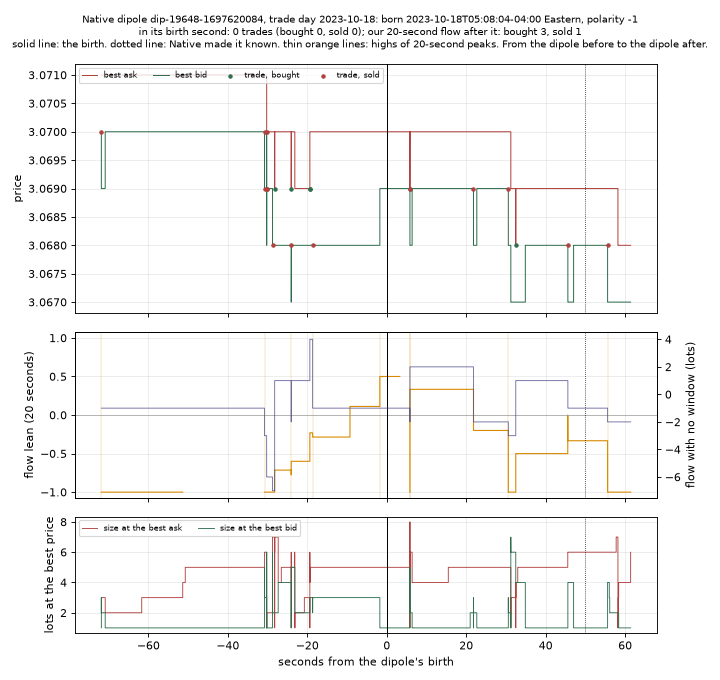 Native dipole dip-19648-1697620084, trade day 2023-10-18: born 2023-10-18T05:08:04-04:00 Eastern, polarity -1
in its birth second: 0 trades (bought 0, sold 0); our 20-second flow after it: bought 3, sold 1
solid line: the birth. dotted line: Native made it known. thin orange lines: highs of 20-second peaks. From the dipole before to the dipole after.
best ask best bid trade, bought trade, sold
3.0710
3.0705
3.0700
3.0695
3.0690
3.0685
3.0680
3.0675
3.0670
price
1.0
0.5
0.0
−0.5
−1.0
flow lean (20 seconds)
4
2
0
−2
−4
−6
flow with no window (lots)
size at the best ask size at the best bid
8
6
4
2
lots at the best price
−60 −40 −20 0 20 40 60
seconds from the dipole's birth